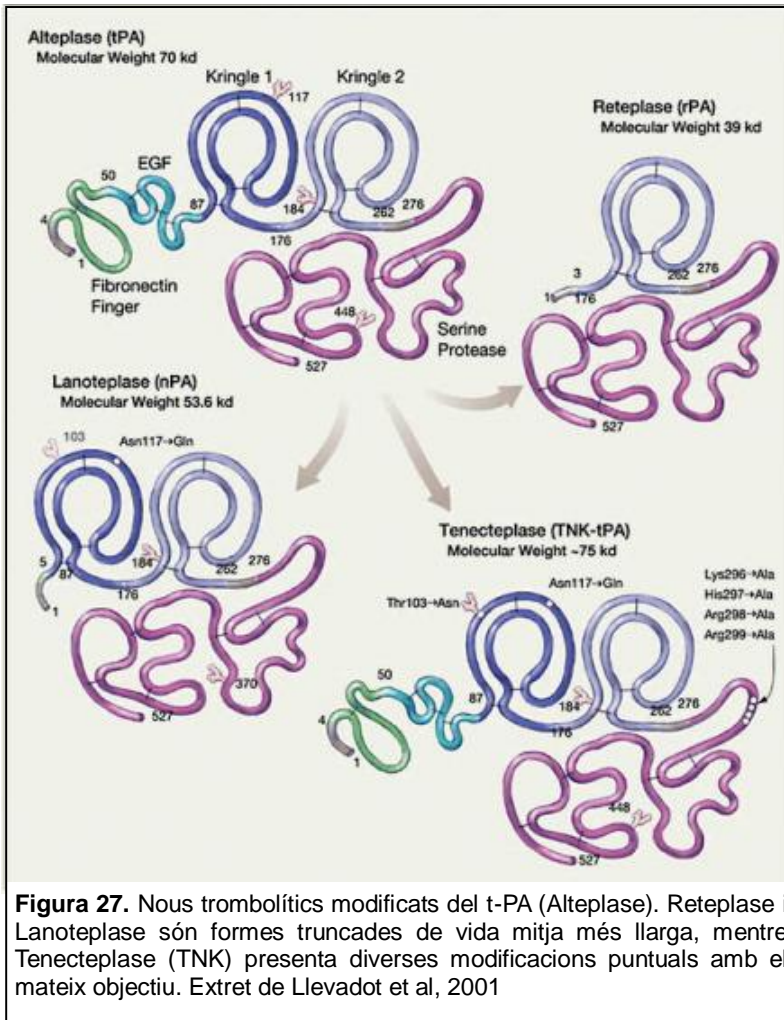 Alteplase (tPA)
Molecular Weight 70 kd
Kringle 1
Kringle 2
117
Reteplase (rPA)
Molecular Weight 39 kd
EGF
50
87
184
262
276
176
4
1
Fibronectin
Finger
448
Serine
Protease
527
3
262
276
176
527
Lanoteplase (nPA)
Molecular Weight 53.6 kd
103
Asn117→Gln
5
87
184
262
276
176
1
370
527
Tenecteplase (TNK-tPA)
Molecular Weight ~75 kd
Lys296→Ala
His297→Ala
Arg298→Ala
Arg299→Ala
Thr103→Asn
Asn117→Gln
50
87
184
262
276
176
4
1
448
527
Figura 27. Nous trombolítics modificats del t-PA (Alteplase). Reteplase i
Lanoteplase són formes truncades de vida mitja més llarga, mentre
Tenecteplase (TNK) presenta diverses modificacions puntuals amb el
mateix objectiu. Extret de Llevadot et al, 2001